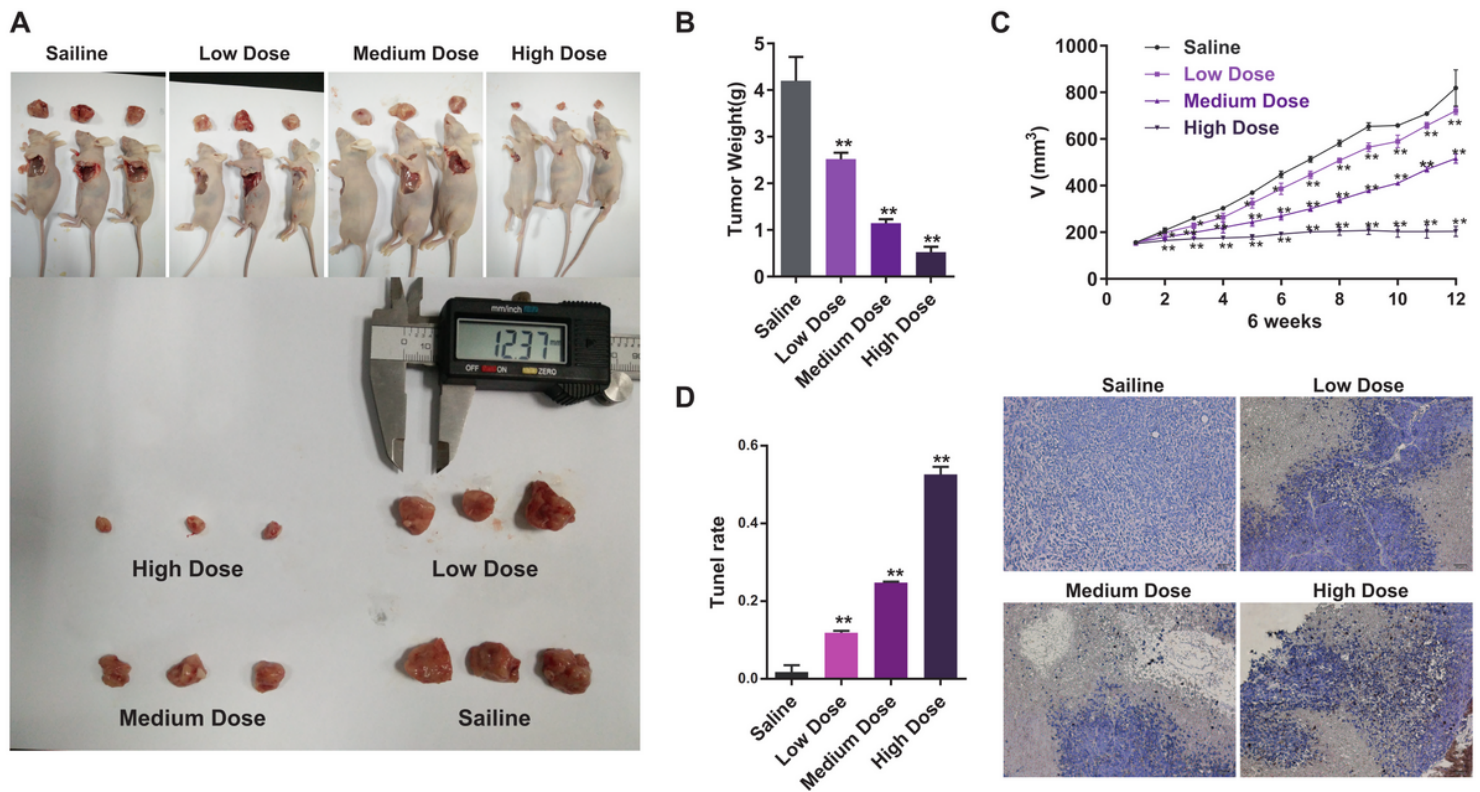 A
Sailine Low Dose Medium Dose High Dose
mm/inch
0 10
12.37
OFF ON ZERO
High Dose Low Dose
Medium Dose Sailine
B
Tumor Weight(g)
5
4
3
2
1
0
** ** **
Saline Low Dose Medium Dose High Dose
C
V (mm3)
1000
800
600
400
200
0
Saline
Low Dose
Medium Dose
High Dose
** ** ** ** ** ** **
** ** ** ** ** ** ** **
** ** ** ** ** ** ** ** ** ** **
0 2 4 6 8 10 12
6 weeks
D
Tunel rate
0.6
0.4
0.2
0.0
** ** **
Saline Low Dose Medium Dose High Dose
Sailine Low Dose
Medium Dose High Dose